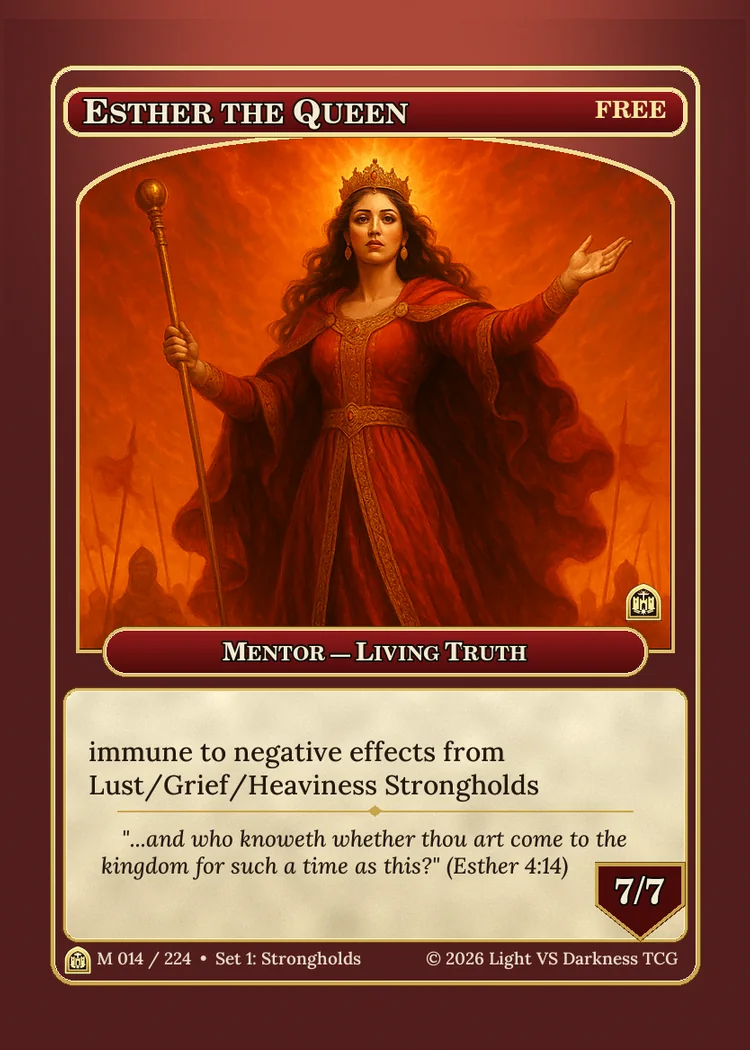 Esther the Queen
FREE
Mentor — Living Truth
immune to negative effects from
Lust/Grief/Heaviness Strongholds
"...and who knoweth whether thou art come to the
kingdom for such a time as this?" (Esther 4:14)
7/7
M 014 / 224 • Set 1: Strongholds
© 2026 Light VS Darkness TCG